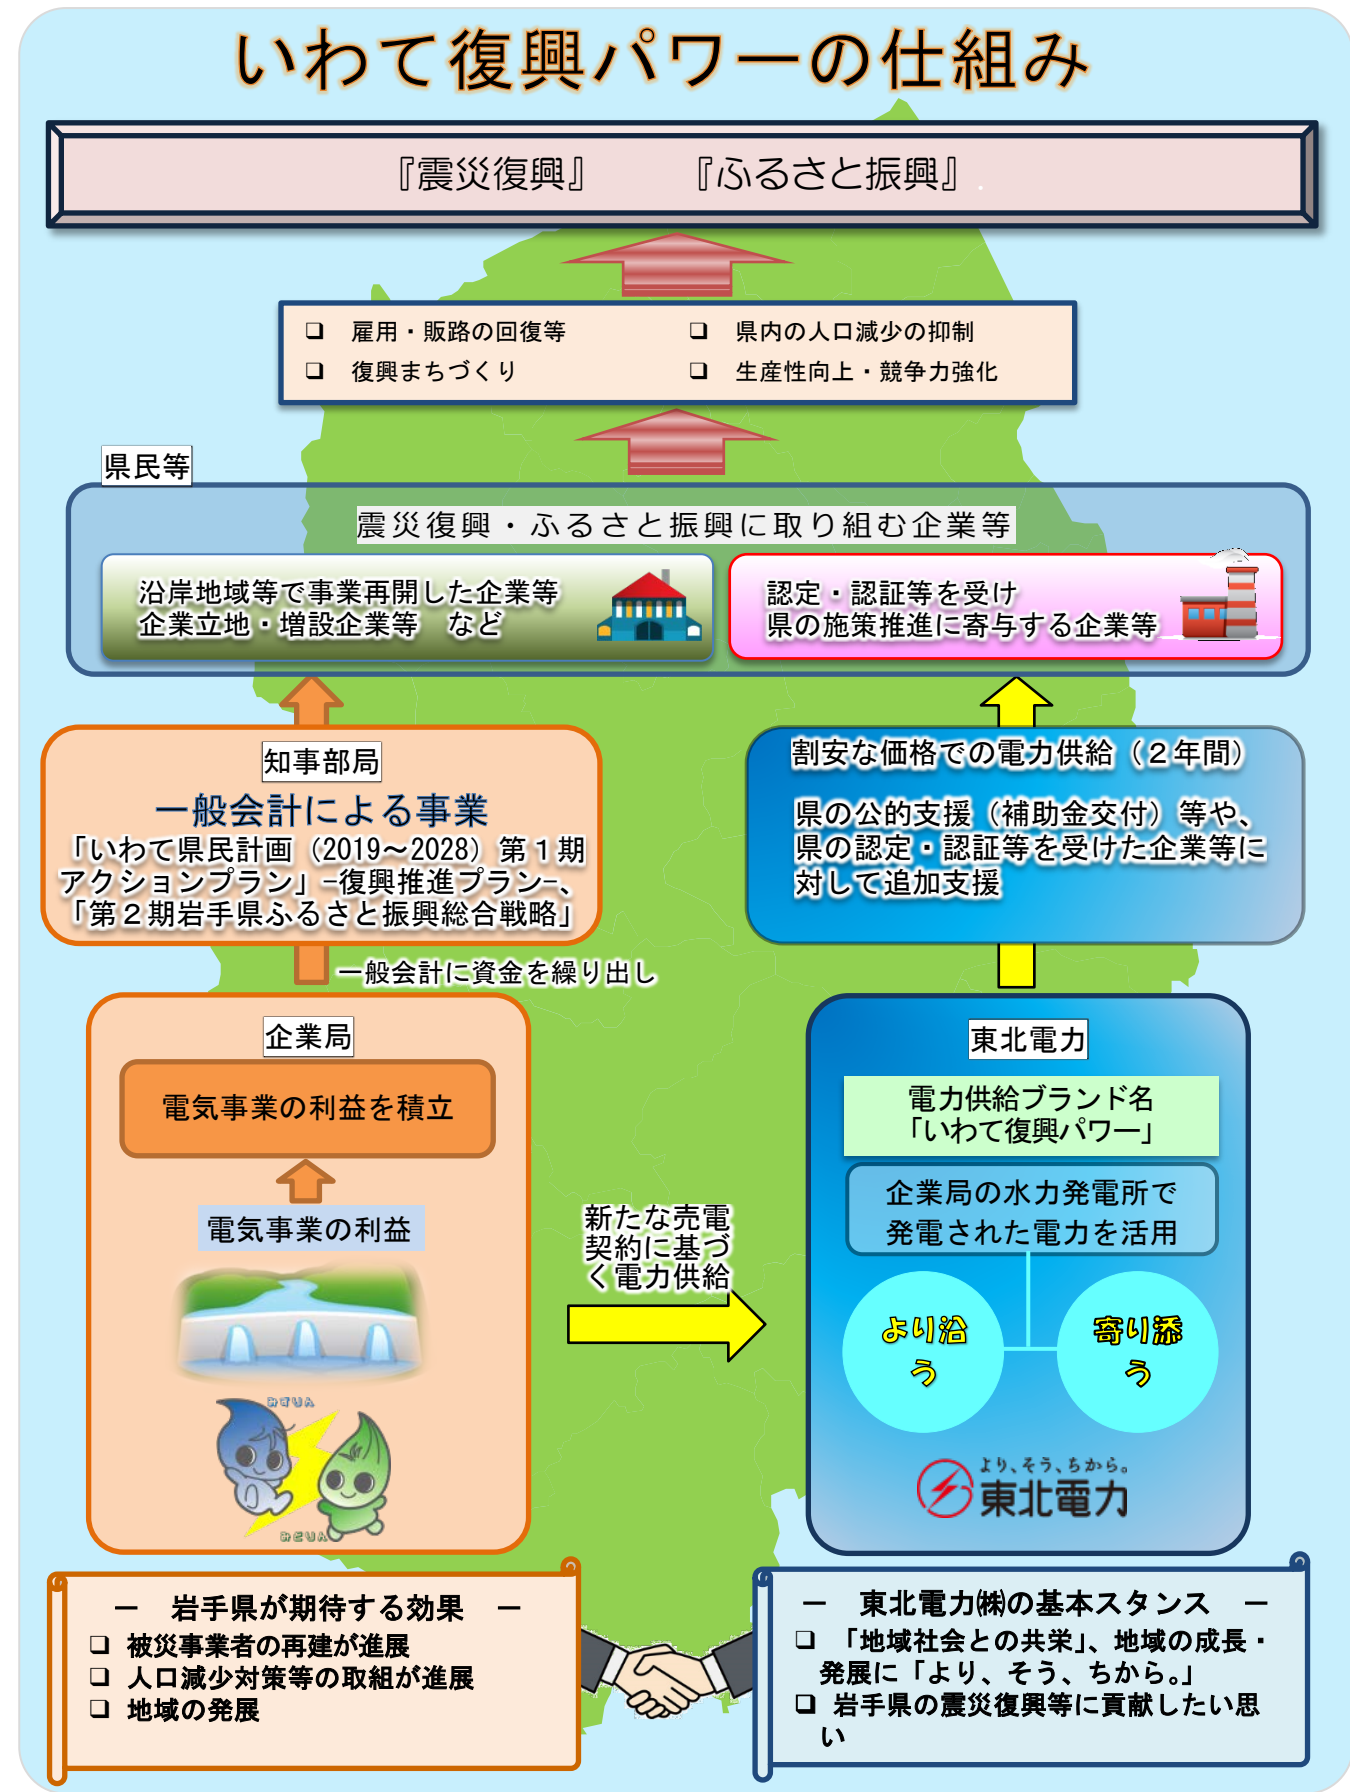 いわて復興パワーの仕組み
『震災復興』　『ふるさと振興』
❑ 雇用・販路の回復等
❑ 復興まちづくり
❑ 県内の人口減少の抑制
❑ 生産性向上・競争力強化
県民等
震災復興・ふるさと振興に取り組む企業等
沿岸地域等で事業再開した企業等
企業立地・増設企業等　など
認定・認証等を受け
県の施策推進に寄与する企業等
知事部局
一般会計による事業
「いわて県民計画（2019～2028）第１期
アクションプラン」-復興推進プラン-、
「第２期岩手県ふるさと振興総合戦略」
割安な価格での電力供給（２年間）
県の公的支援（補助金交付）等や、
県の認定・認証等を受けた企業等に
対して追加支援
一般会計に資金を繰り出し
企業局
電気事業の利益を積立
電気事業の利益
みずりん
みどりん
新たな売電
契約に基づ
く電力供給
東北電力
電力供給ブランド名
「いわて復興パワー」
企業局の水力発電所で
発電された電力を活用
より沿
う
寄り添
う
より、そう、ちから。
東北電力
－　岩手県が期待する効果　－
❑ 被災事業者の再建が進展
❑ 人口減少対策等の取組が進展
❑ 地域の発展
－　東北電力㈱の基本スタンス　－
❑ 「地域社会との共栄」、地域の成長・
発展に「より、そう、ちから。」
❑ 岩手県の震災復興等に貢献したい思
い